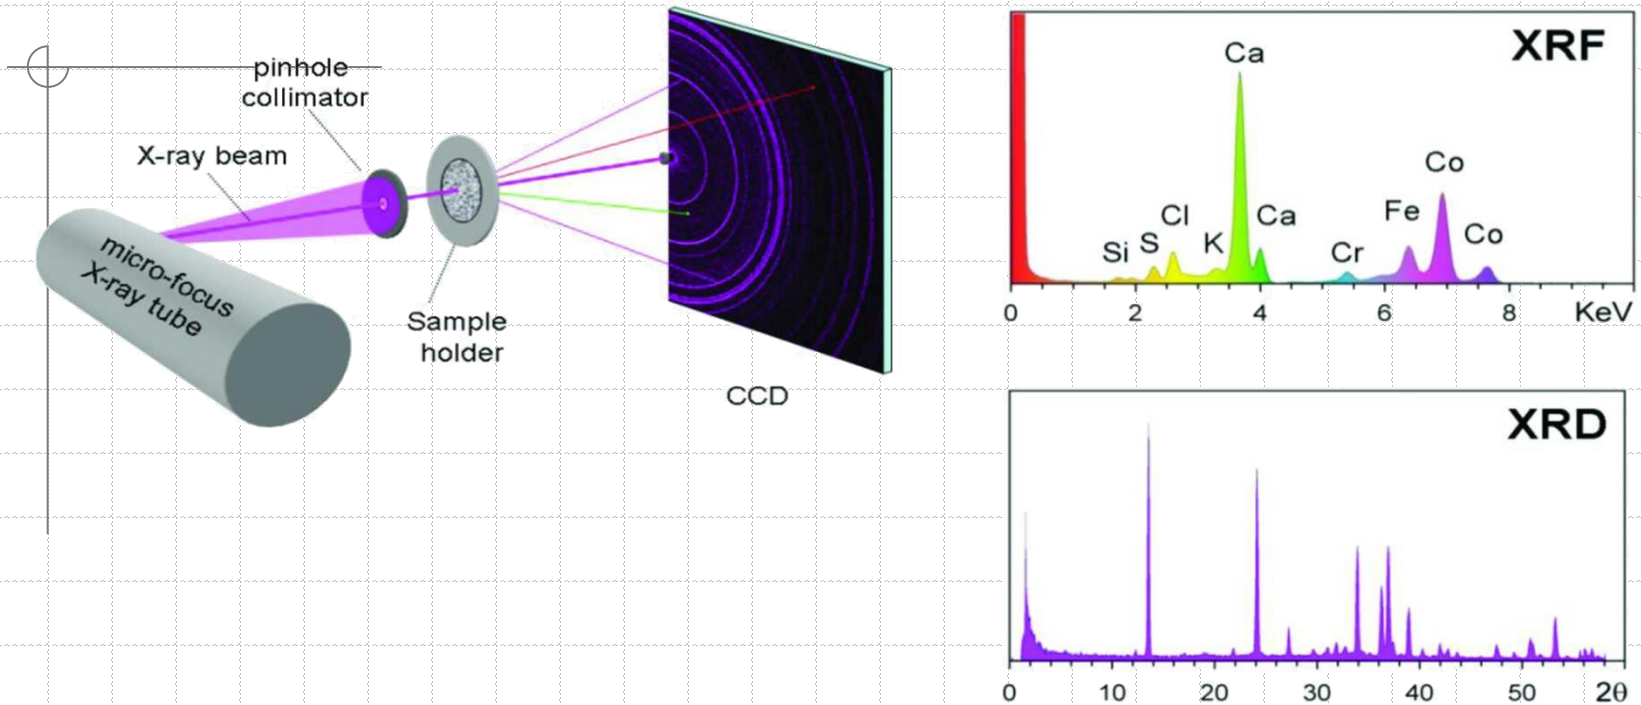 pinhole
collimator
X-ray beam
micro-focus
X-ray tube
Sample
holder
CCD
XRF
Ca
Co
Cl
Ca
Fe
Co
Si
S
K
Cr
0 2 4 6 8 KeV
XRD
0 10 20 30 40 50 2θ